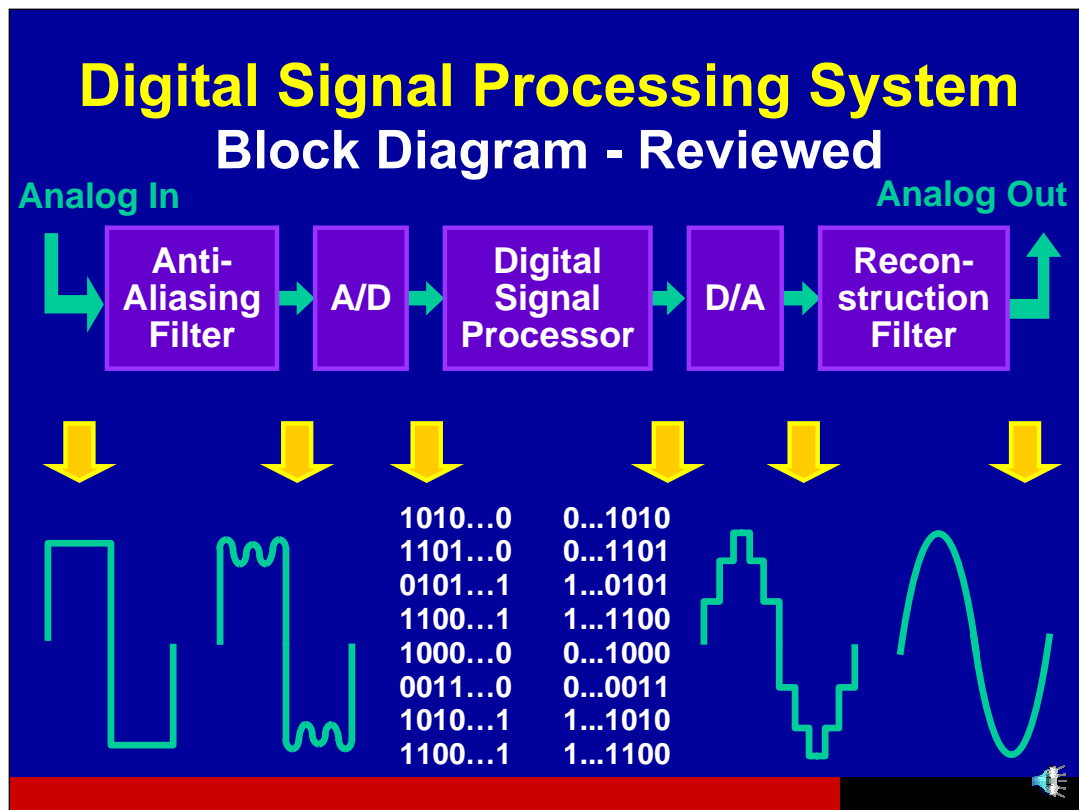 Digital Signal Processing System
Block Diagram - Reviewed
Analog In
Analog Out
Anti-
Aliasing
Filter
A/D
Digital
Signal
Processor
D/A
Recon-
struction
Filter
1010…0 0...1010
1101…0 0...1101
0101…1 1...0101
1100…1 1...1100
1000…0 0...1000
0011…0 0...0011
1010…1 1...1010
1100…1 1...1100